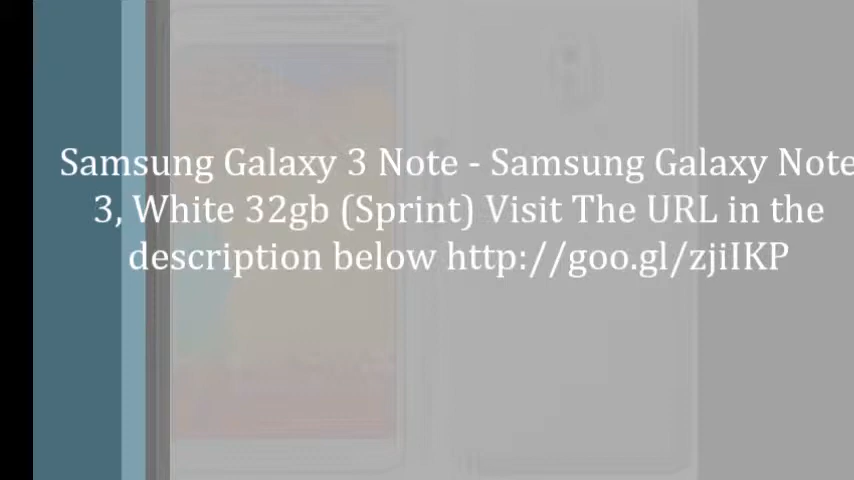 Samsung Galaxy 3 Note - Samsung Galaxy Note
3, White 32gb (Sprint) Visit The URL in the
description below http://goo.gl/zjiIKP